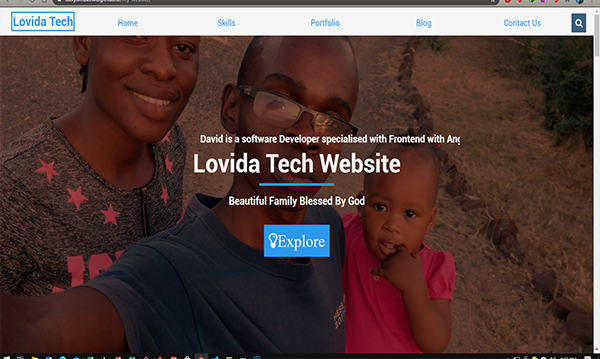 Lovida Tech
Home
Skills
Portfolio
Blog
Contact Us
David is a software Developer specialised with Frontend with Ang
Lovida Tech Website
Beautiful Family Blessed By God
Explore